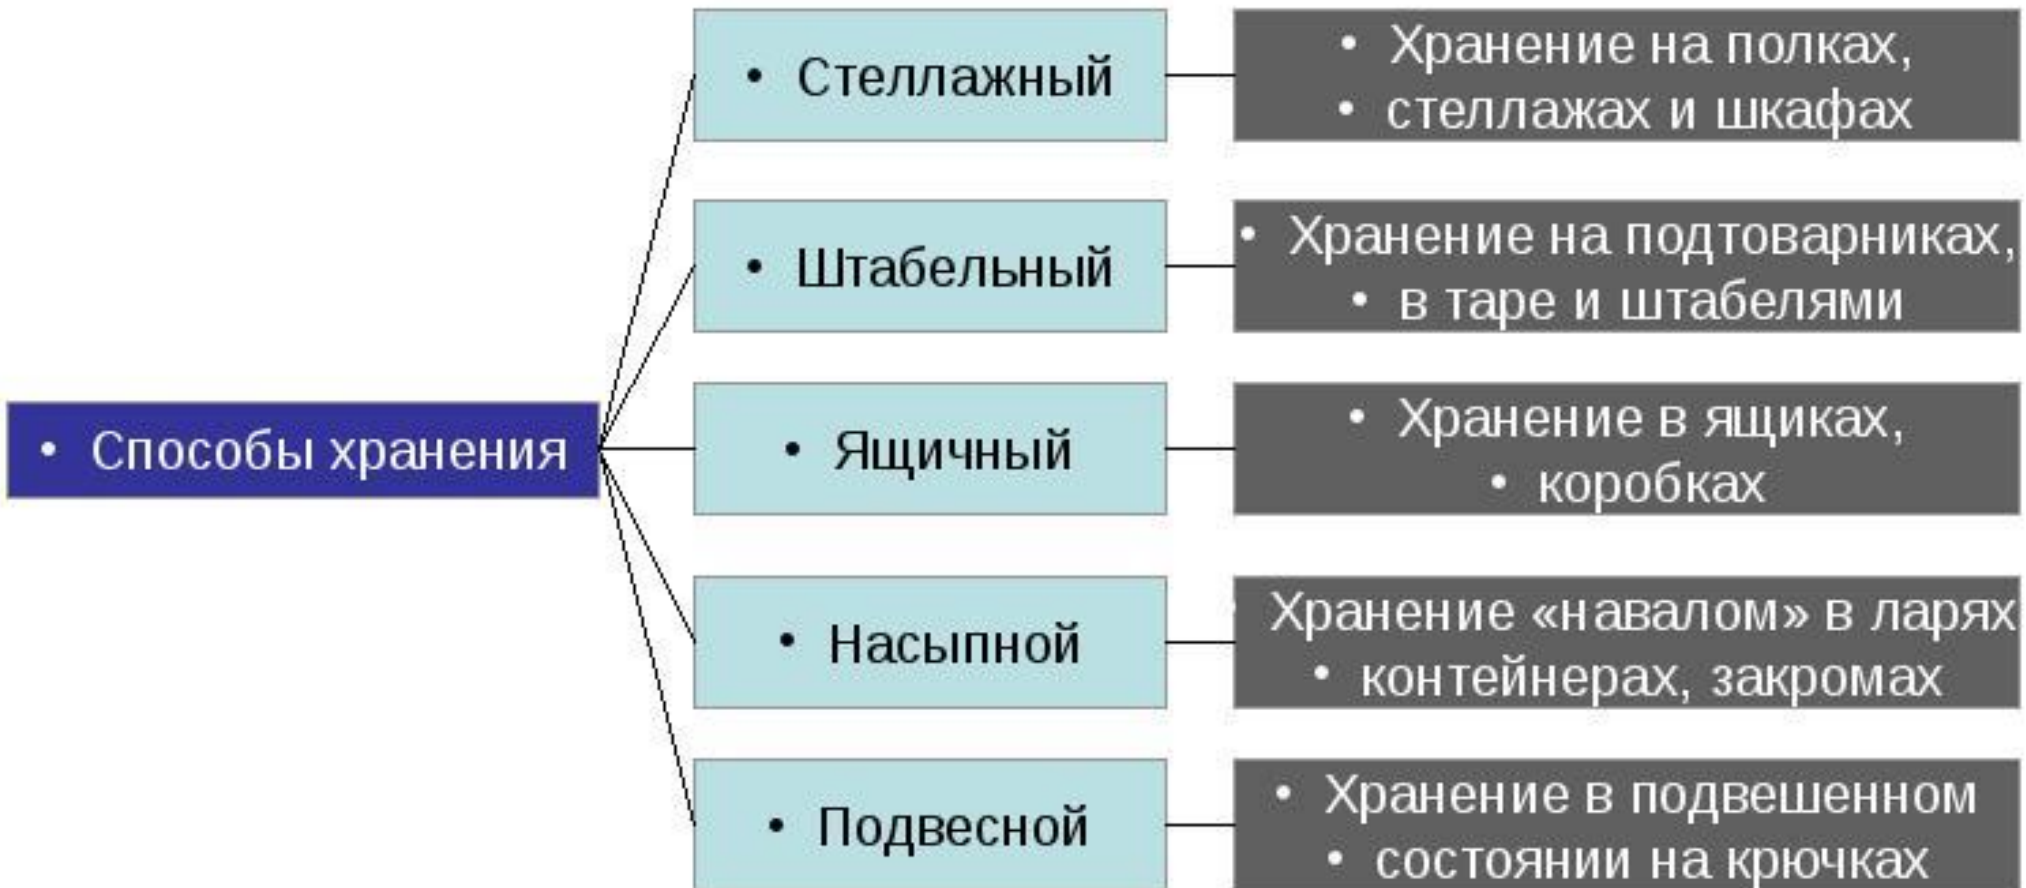 • Способы хранения
• Стеллажный
• Хранение на полках,
• стеллажах и шкафах
• Штабельный
• Хранение на подтоварниках,
• в таре и штабелями
• Ящичный
• Хранение в ящиках,
• коробках
• Насыпной
Хранение «навалом» в ларях
• контейнерах, закромах
• Подвесной
• Хранение в подвешенном
• состоянии на крючках